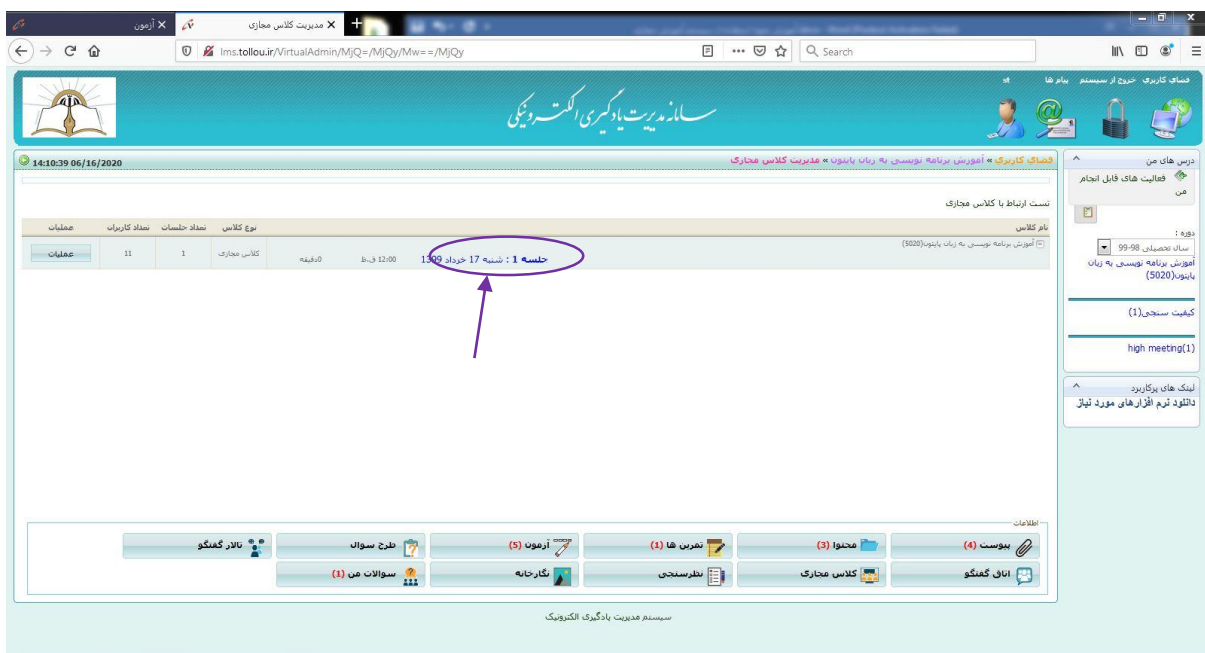 آزمون
مدیریت کلاس مجازی
lms.tollou.ir/VirtualAdmin/MjQ=/MjQy/Mw==/MjQy
Search
فضای کاربری
خروج از سیستم
پیام ها
st
سامانه مدیریت یادگیری الکترونیکی
14:10:39 06/16/2020
فضای کاربری » آموزش برنامه نویسی به زبان پایتون » مدیریت کلاس مجازی
درس های من
فعالیت های قابل انجام
من
دوره :
سال تحصیلی 98-99
آموزش برنامه نویسی به زبان
پایتون(5020)
کیفیت سنجی(1)
high meeting(1)
لینک های پرکاربرد
دانلود نرم افزارهای مورد نیاز
تست ارتباط با کلاس مجازی
نام کلاس نوع کلاس تعداد جلسات تعداد کاربران عملیات
آموزش برنامه نویسی به زبان پایتون(5020)
جلسه 1 : شنبه 17 خرداد 1399 12:00 ق.ظ 0دقیقه کلاس مجازی 1 11 عملیات
اطلاعات
پیوست (4) محتوا (3) تمرین ها (1) آزمون (5) طرح سوال تالار گفتگو
اتاق گفتگو کلاس مجازی نظرسنجی نگارخانه سوالات من (1)
سیستم مدیریت یادگیری الکترونیک